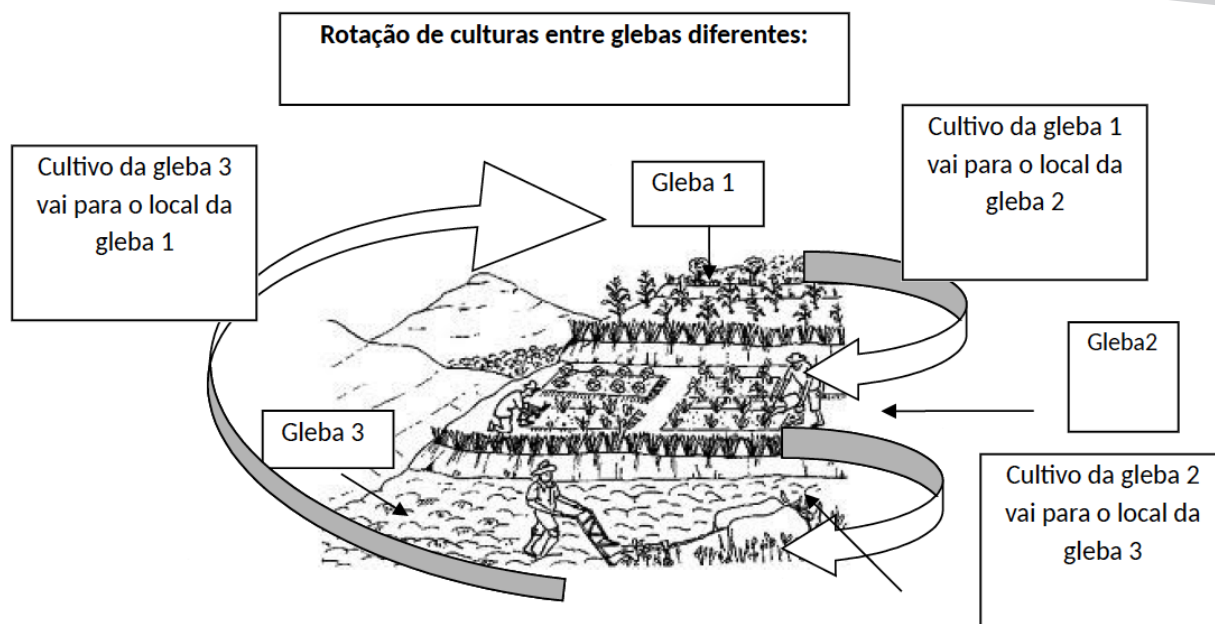 Rotação de culturas entre glebas diferentes:
Cultivo da gleba 3
vai para o local da
gleba 1
Gleba 1
Cultivo da gleba 1
vai para o local da
gleba 2
Gleba2
Gleba 3
Cultivo da gleba 2
vai para o local da
gleba 3